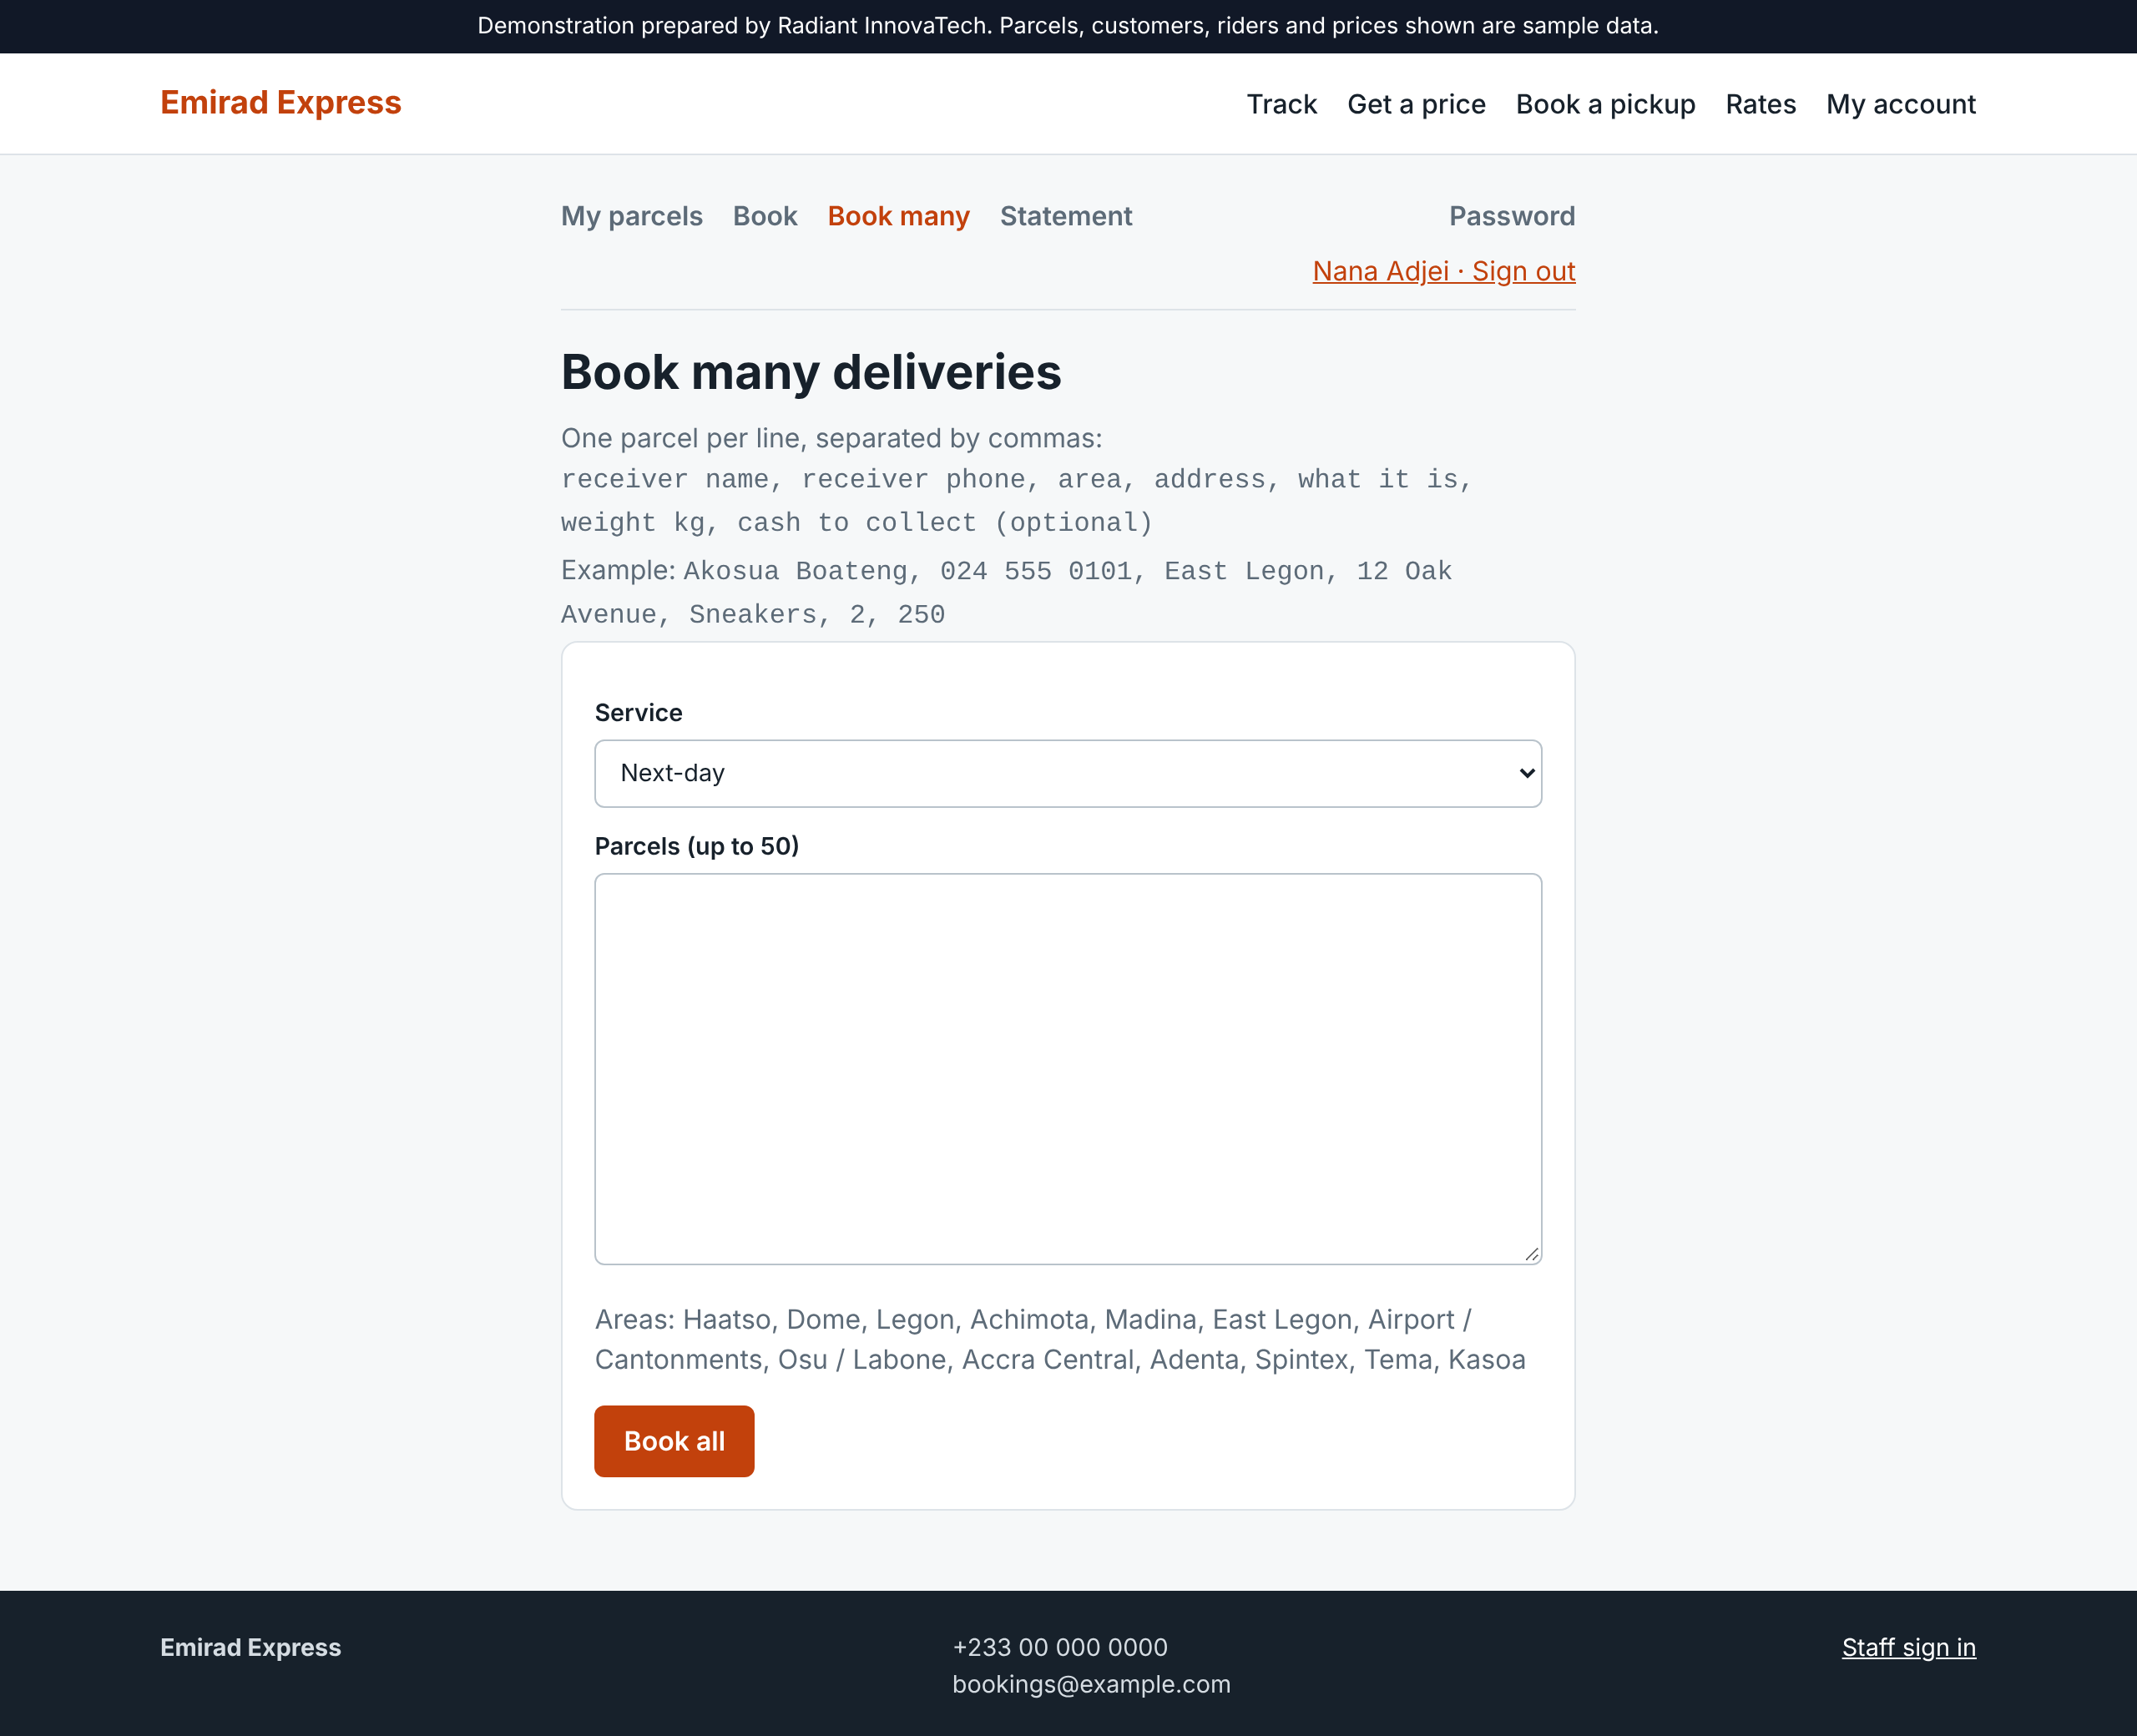 Demonstration prepared by Radiant InnovaTech. Parcels, customers, riders and prices shown are sample data.
Emirad Express
Track Get a price Book a pickup Rates My account
My parcels Book Book many Statement Password
Nana Adjei · Sign out
Book many deliveries
One parcel per line, separated by commas:
receiver name, receiver phone, area, address, what it is,
weight kg, cash to collect (optional)
Example: Akosua Boateng, 024 555 0101, East Legon, 12 Oak
Avenue, Sneakers, 2, 250
Service
Next-day
Parcels (up to 50)
Areas: Haatso, Dome, Legon, Achimota, Madina, East Legon, Airport /
Cantonments, Osu / Labone, Accra Central, Adenta, Spintex, Tema, Kasoa
Book all
Emirad Express
+233 00 000 0000
bookings@example.com
Staff sign in